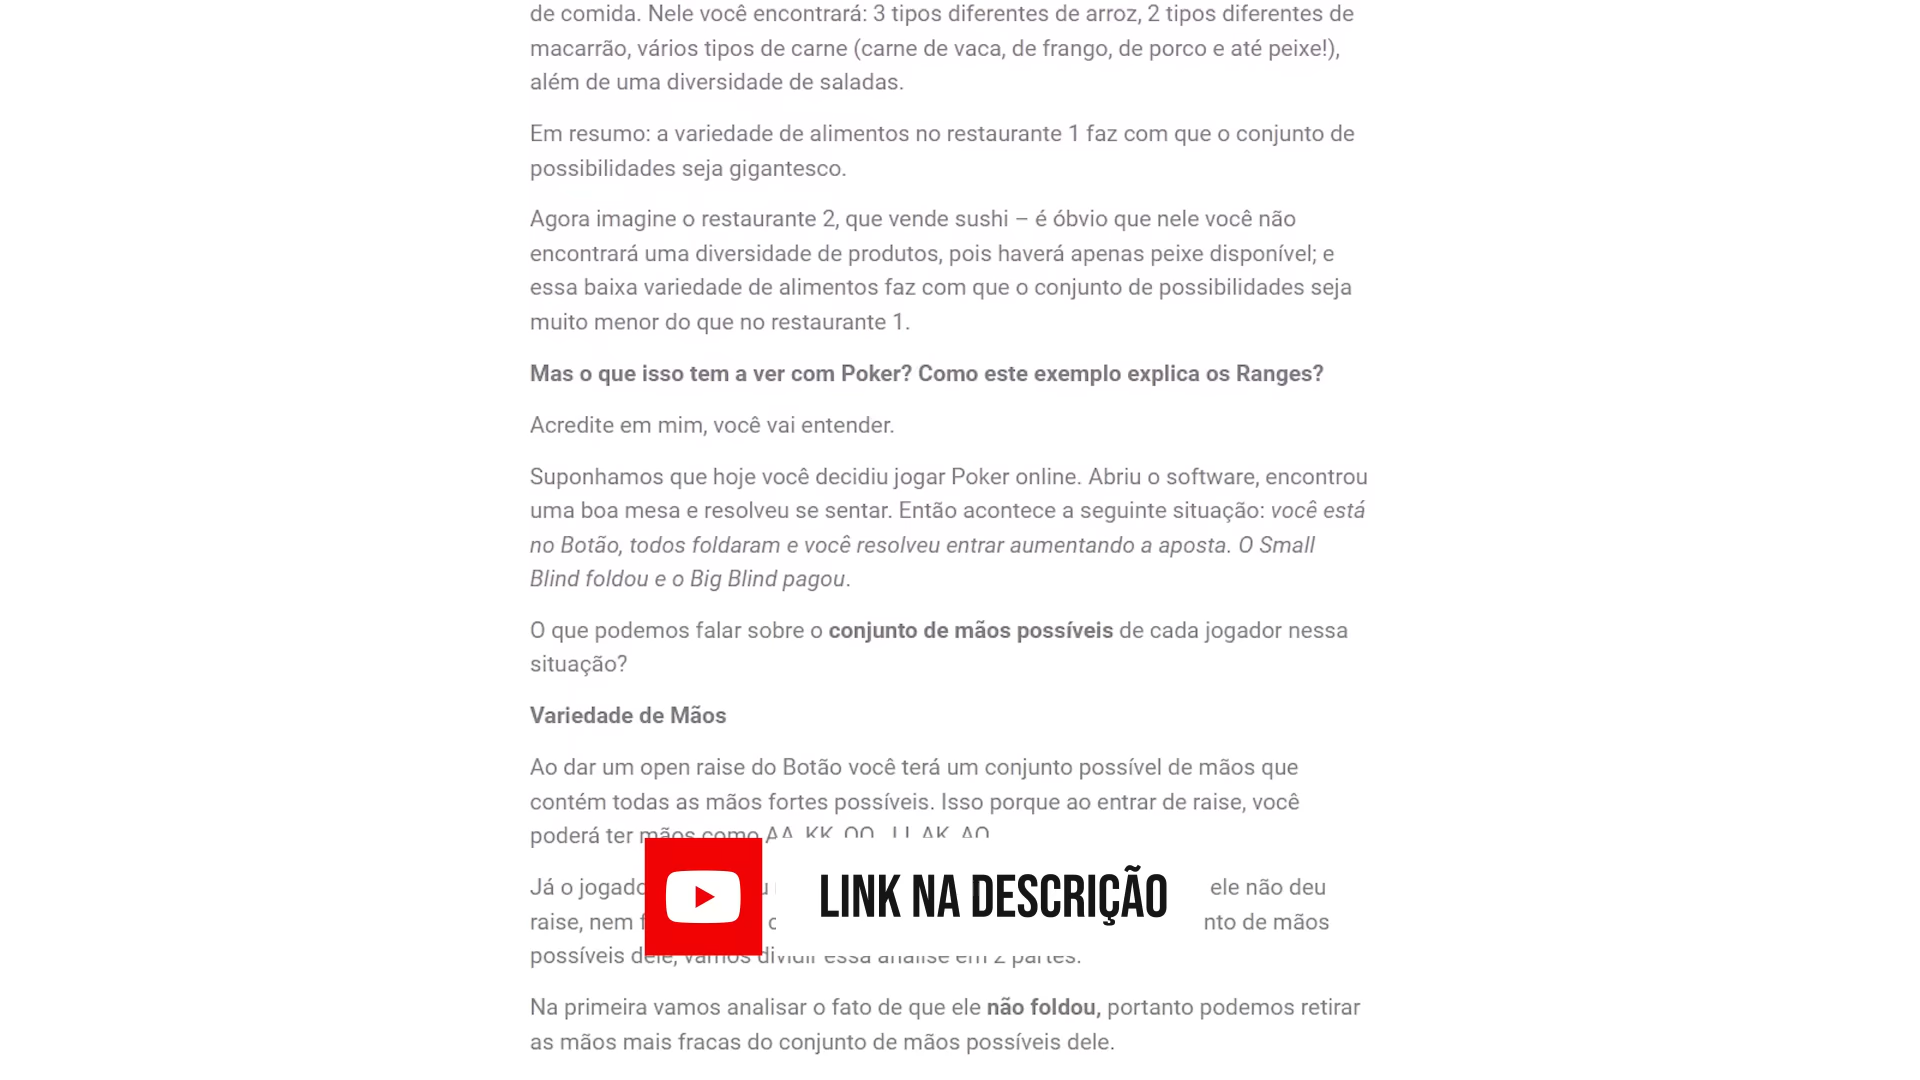 de comida. Nele você encontrará: 3 tipos diferentes de arroz, 2 tipos diferentes de
macarrão, vários tipos de carne (carne de vaca, de frango, de porco e até peixe!),
além de uma diversidade de saladas.
Em resumo: a variedade de alimentos no restaurante 1 faz com que o conjunto de
possibilidades seja gigantesco.
Agora imagine o restaurante 2, que vende sushi – é óbvio que nele você não
encontrará uma diversidade de produtos, pois haverá apenas peixe disponível; e
essa baixa variedade de alimentos faz com que o conjunto de possibilidades seja
muito menor do que no restaurante 1.
Mas o que isso tem a ver com Poker? Como este exemplo explica os Ranges?
Acredite em mim, você vai entender.
Suponhamos que hoje você decidiu jogar Poker online. Abriu o software, encontrou
uma boa mesa e resolveu se sentar. Então acontece a seguinte situação: você está
no Botão, todos foldaram e você resolveu entrar aumentando a aposta. O Small
Blind foldou e o Big Blind pagou.
O que podemos falar sobre o conjunto de mãos possíveis de cada jogador nessa
situação?
Variedade de Mãos
Ao dar um open raise do Botão você terá um conjunto possível de mãos que
contém todas as mãos fortes possíveis. Isso porque ao entrar de raise, você
poderá ter mãos como AA, KK, QQ, JJ, AK, AQ
Já o ele não deu
raise, nem de mãos
possíveis dele, vamos dividir essa análise em 2 partes.
LINK NA DESCRIÇÃO
Na primeira vamos analisar o fato de que ele não foldou, portanto podemos retirar
as mãos mais fracas do conjunto de mãos possíveis dele.